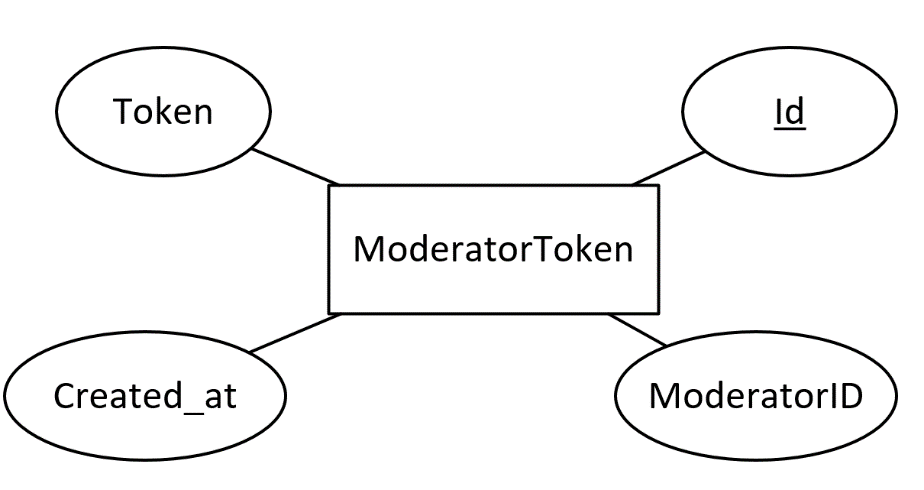 Token
Id
ModeratorToken
Created_at
ModeratorID